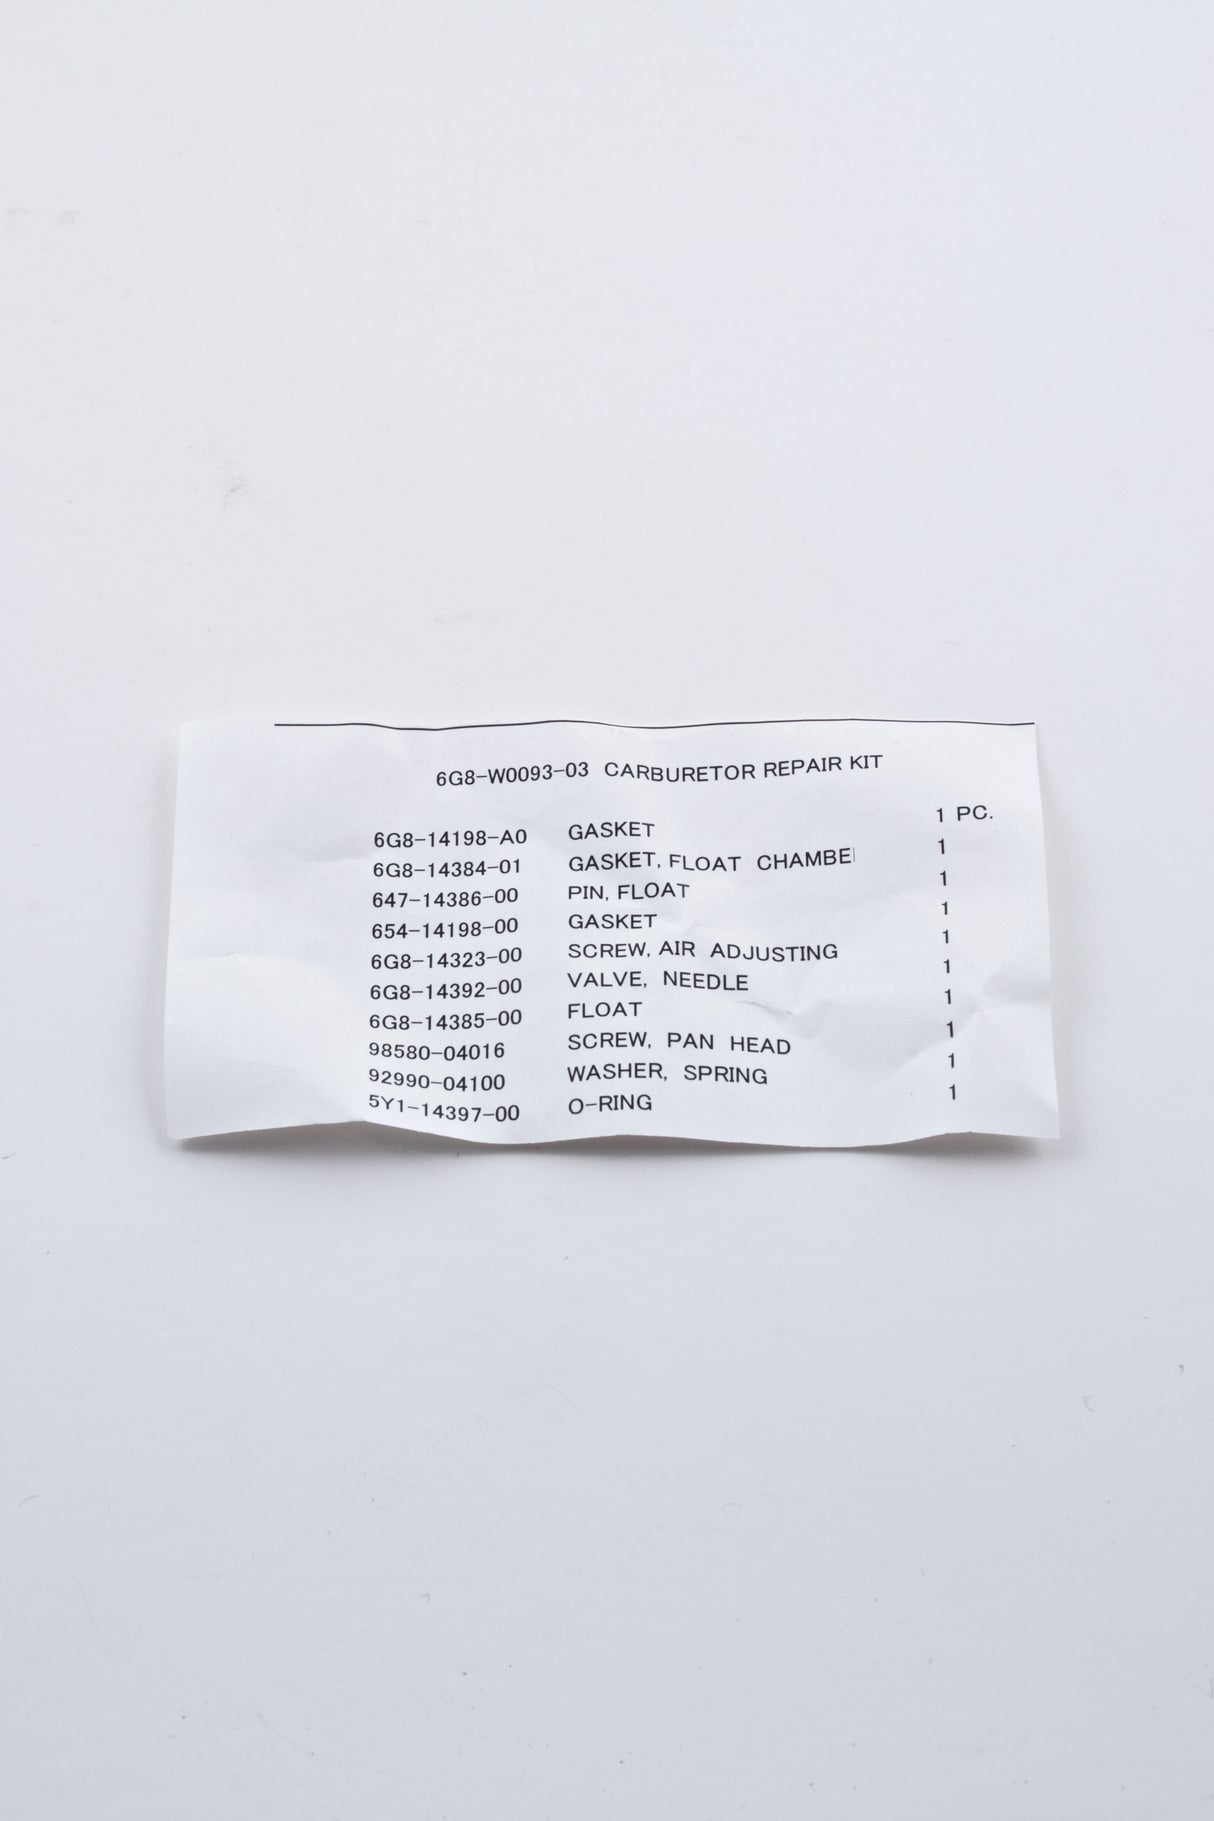 6G8-W0093-03 CARBURETOR REPAIR KIT
6G8-14198-A0 GASKET 1 PC.
6G8-14384-01 GASKET, FLOAT CHAMBE 1
647-14386-00 PIN, FLOAT 1
654-14198-00 GASKET 1
6G8-14323-00 SCREW, AIR ADJUSTING 1
6G8-14392-00 VALVE, NEEDLE 1
6G8-14385-00 FLOAT 1
98580-04016 SCREW, PAN HEAD 1
92990-04100 WASHER, SPRING 1
5Y1-14397-00 O-RING 1